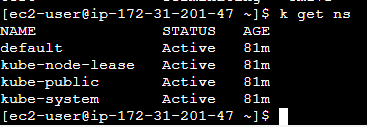 [ec2-user@ip-172-31-201-47 ~]$ k get ns
NAME STATUS AGE
default Active 81m
kube-node-lease Active 81m
kube-public Active 81m
kube-system Active 81m
[ec2-user@ip-172-31-201-47 ~]$